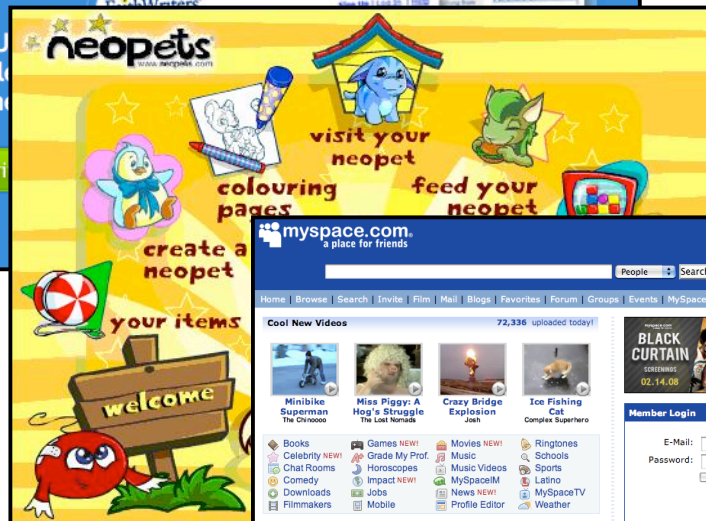 neopets
www.neopets.com
visit your
neopet
colouring
pages
feed your
neopet
create a
neopet
your items
welcome
myspace.com
a place for friends
People
Search
Home | Browse | Search | Invite | Film | Mail | Blogs | Favorites | Forum | Groups | Events | MySpace
Cool New Videos
72,336 uploaded today!
Minibike Superman
The Chinoooo
Miss Piggy: A Hog's Struggle
The Lost Nomads
Crazy Bridge Explosion
Josh
Ice Fishing Cat
Complex Superhero
Books
Games NEW!
Movies NEW!
Ringtones
Celebrity NEW!
Grade My Prof.
Music
Schools
Chat Rooms
Horoscopes
Music Videos
Sports
Comedy
Impact NEW!
MySpaceIM
Latino
Downloads
Jobs
News NEW!
MySpaceTV
Filmmakers
Mobile
Profile Editor
Weather
BLACK
CURTAIN
SCREENINGS
02.14.08
Member Login
E-Mail:
Password: